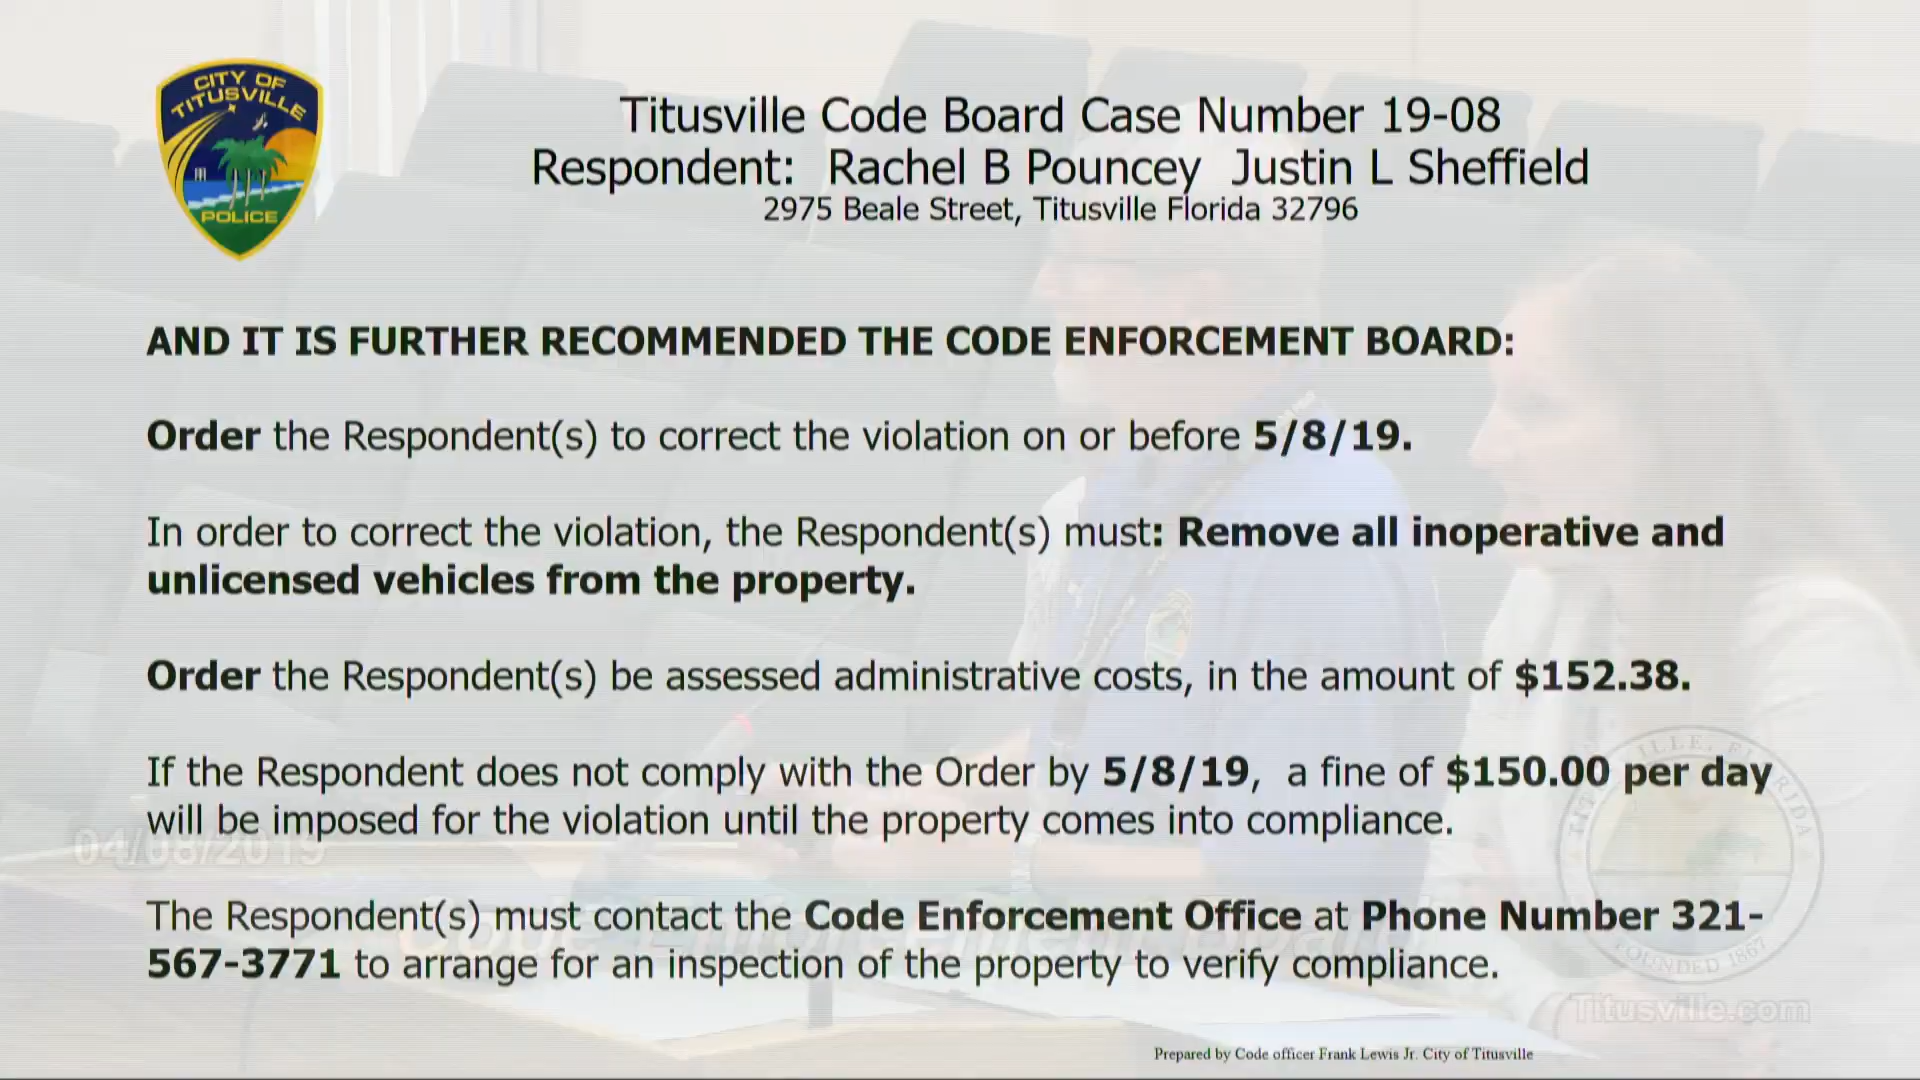 CITY OF
TITUSVILLE
POLICE
Titusville Code Board Case Number 19-08
Respondent: Rachel B Pouncey Justin L Sheffield
2975 Beale Street, Titusville Florida 32796
AND IT IS FURTHER RECOMMENDED THE CODE ENFORCEMENT BOARD:
Order the Respondent(s) to correct the violation on or before 5/8/19.
In order to correct the violation, the Respondent(s) must: Remove all inoperative and
unlicensed vehicles from the property.
Order the Respondent(s) be assessed administrative costs, in the amount of $152.38.
If the Respondent does not comply with the Order by 5/8/19, a fine of $150.00 per day
will be imposed for the violation until the property comes into compliance.
04/08/2019
The Respondent(s) must contact the Code Enforcement Office at Phone Number 321-
567-3771 to arrange for an inspection of the property to verify compliance.
Code Enforcement Board
TITUSVILLE, FLORIDA
FOUNDED 1867
Titusville.com
Prepared by Code officer Frank Lewis Jr. City of Titusville